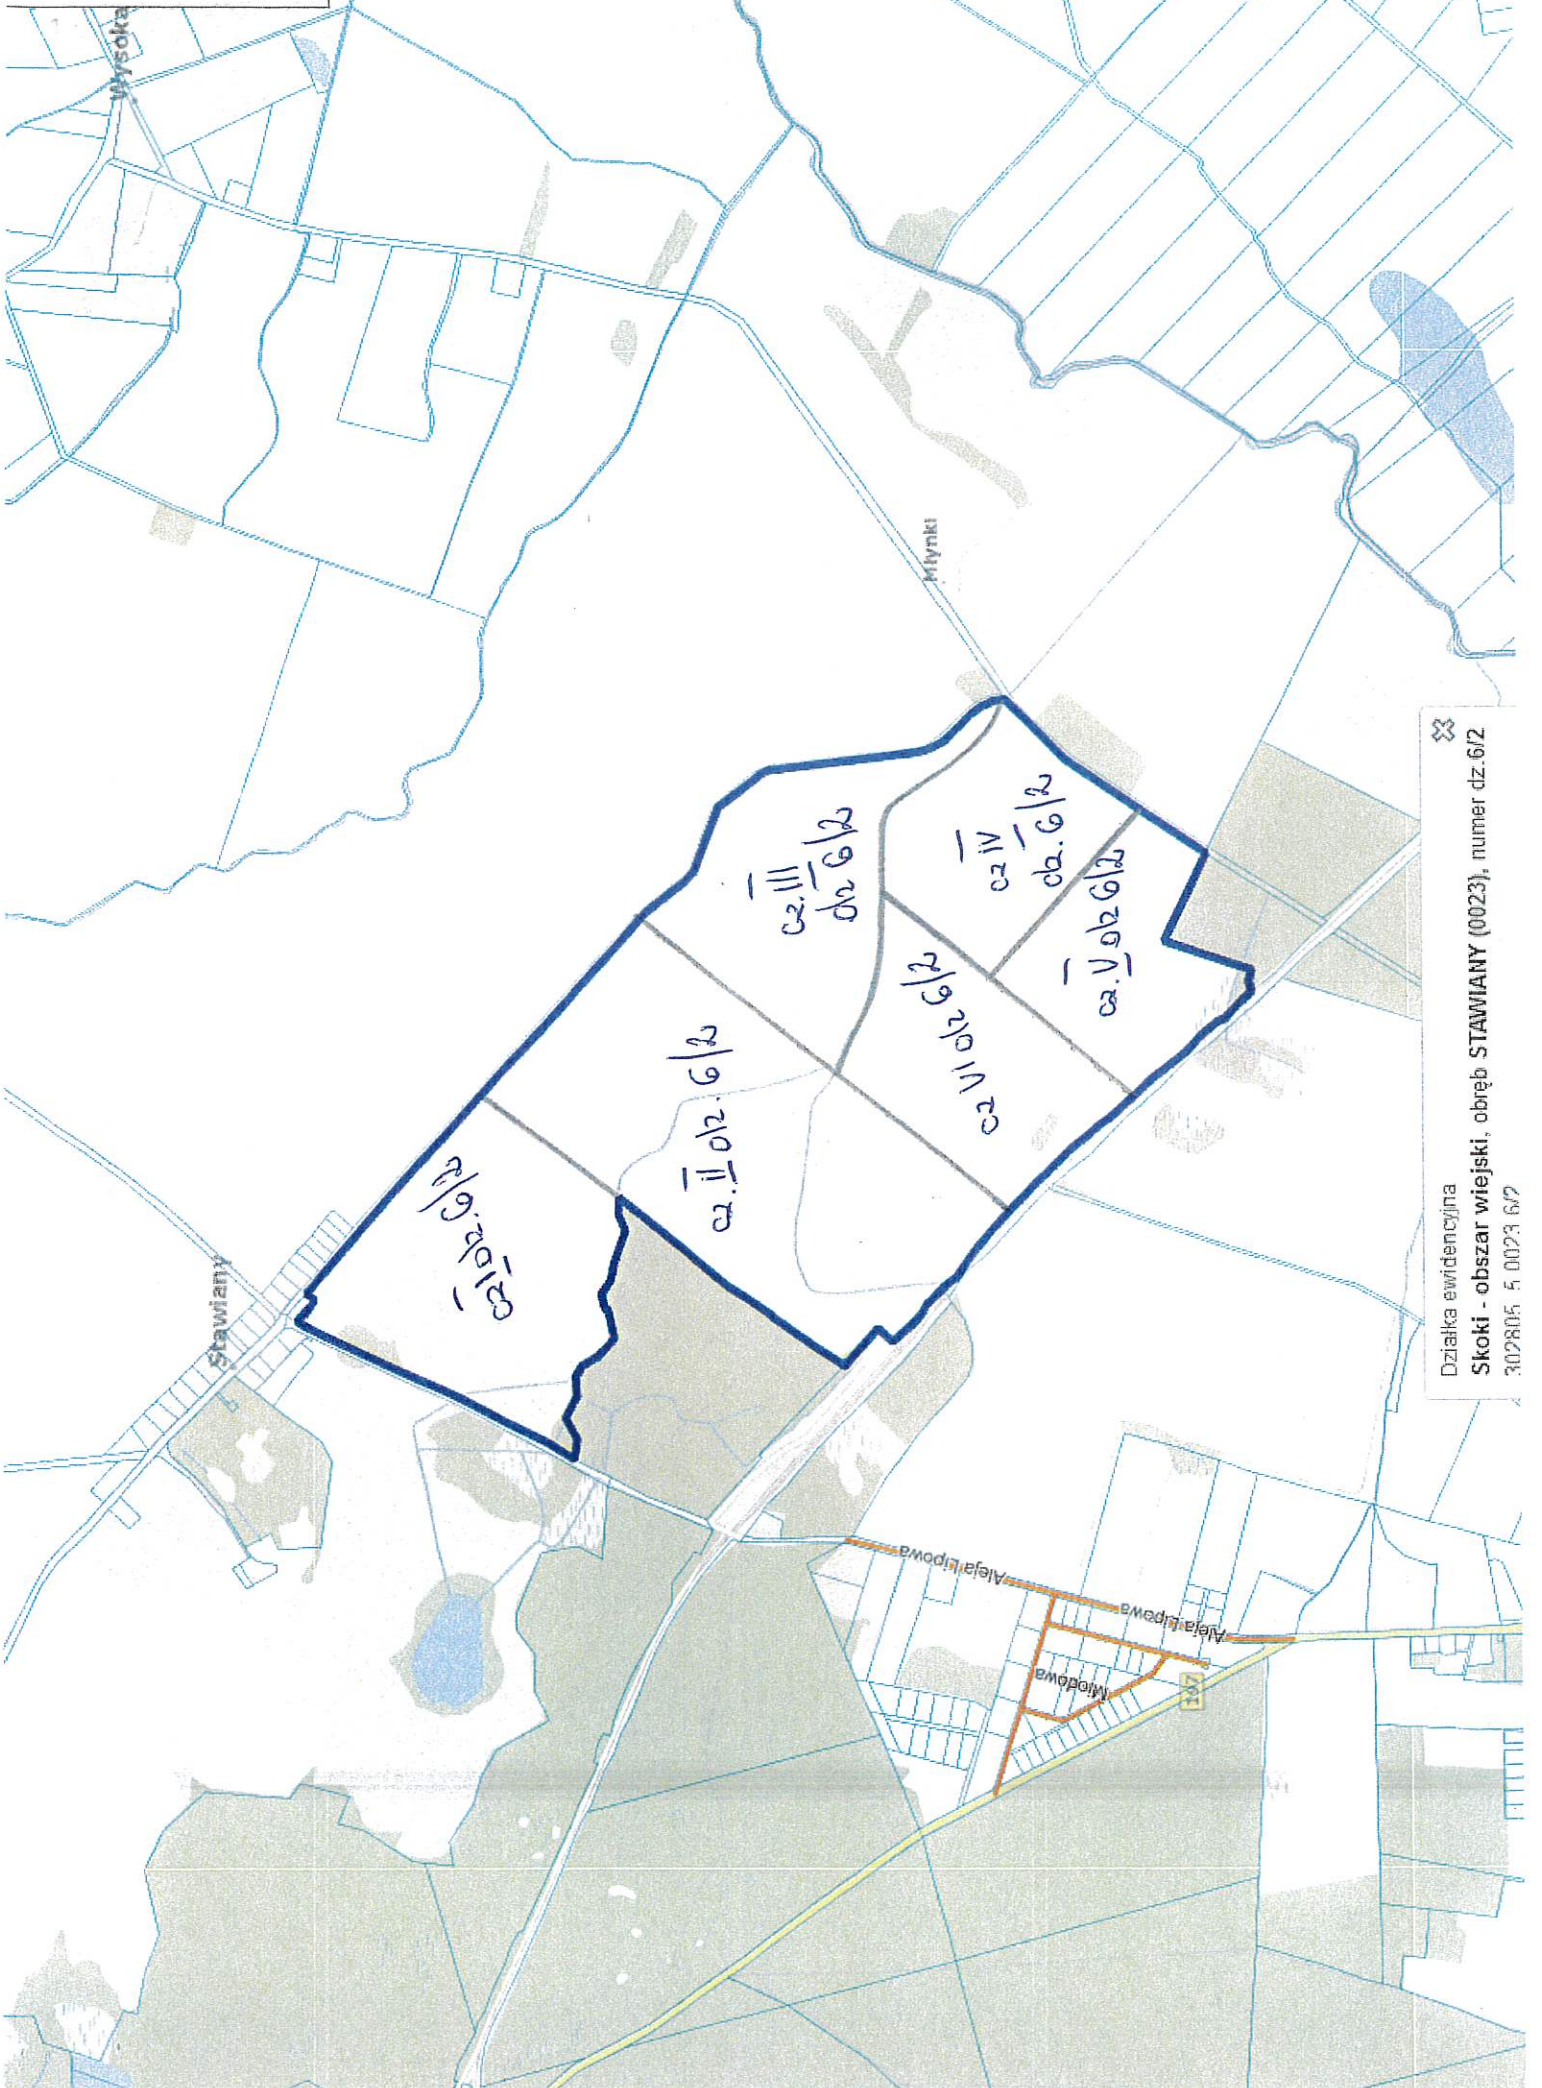 Wysoka
Stawiany
Młynki
cz I dz. 6/2
cz. II dz. 6/2
cz. III
dz 6/2
cz IV
dz. 6/2
cz. V dz 6/2
cz VI dz 6/2
Aleja Lipowa
Aleja Lipowa
Miodowa
197
Działka ewidencyjna
Skoki - obszar wiejski, obręb STAWIANY (0023), numer dz. 6/2
302805_5.0023.6/2